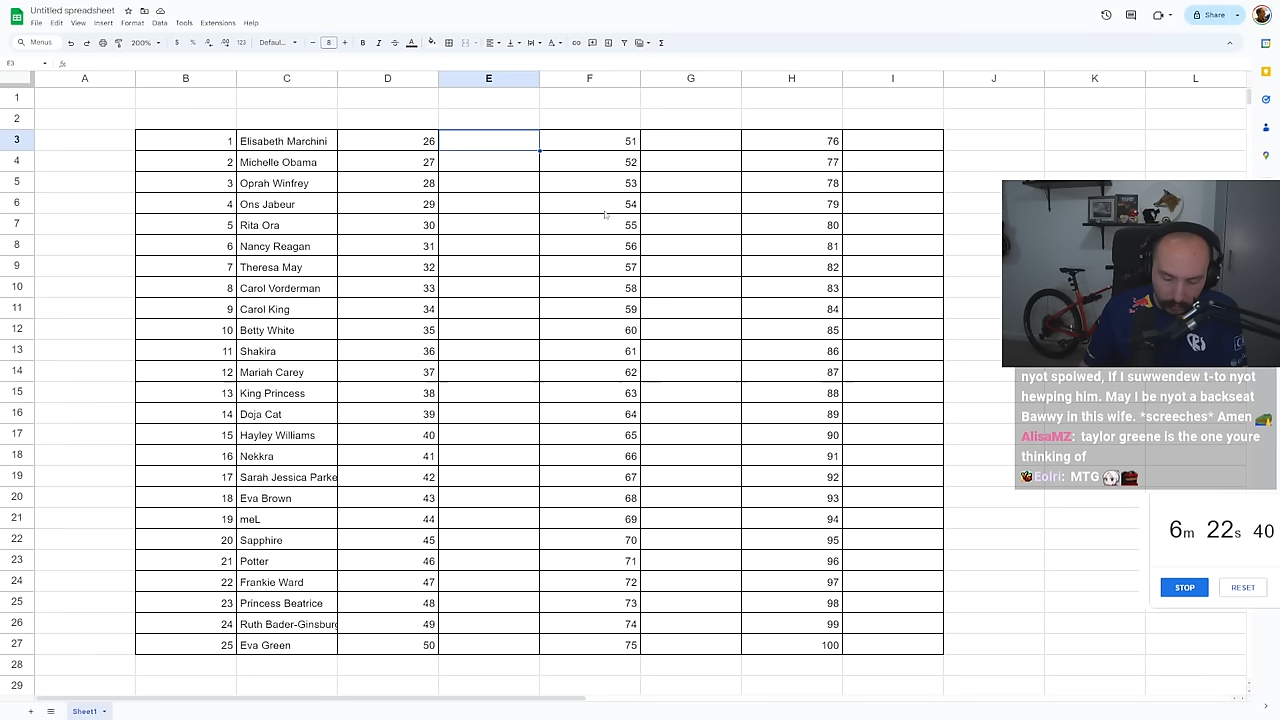 Untitled spreadsheet
File Edit View Insert Format Data Tools Extensions Help
Share
Menus 200% $ % .0 .00 123 Defaul... 8 B I A
E3 fx
A B C D E F G H I J K L
1
2
3 1 Elisabeth Marchini 26 51 76
4 2 Michelle Obama 27 52 77
5 3 Oprah Winfrey 28 53 78
6 4 Ons Jabeur 29 54 79
7 5 Rita Ora 30 55 80
8 6 Nancy Reagan 31 56 81
9 7 Theresa May 32 57 82
10 8 Carol Vorderman 33 58 83
11 9 Carol King 34 59 84
12 10 Betty White 35 60 85
13 11 Shakira 36 61 86
14 12 Mariah Carey 37 62 87
15 13 King Princess 38 63 88
16 14 Doja Cat 39 64 89
17 15 Hayley Williams 40 65 90
18 16 Nekkra 41 66 91
19 17 Sarah Jessica Parke 42 67 92
20 18 Eva Brown 43 68 93
21 19 meL 44 69 94
22 20 Sapphire 45 70 95
23 21 Potter 46 71 96
24 22 Frankie Ward 47 72 97
25 23 Princess Beatrice 48 73 98
26 24 Ruth Bader-Ginsburg 49 74 99
27 25 Eva Green 50 75 100
28
29
nyot spoiwed, If I suwwendew t-to nyot
hewping him. May I be nyot a backseat
Bawwy in this wife. *screeches* Amen
AlisaMZ: taylor greene is the one youre
thinking of
Eolri: MTG
6m 22s 40
STOP RESET
Sheet1